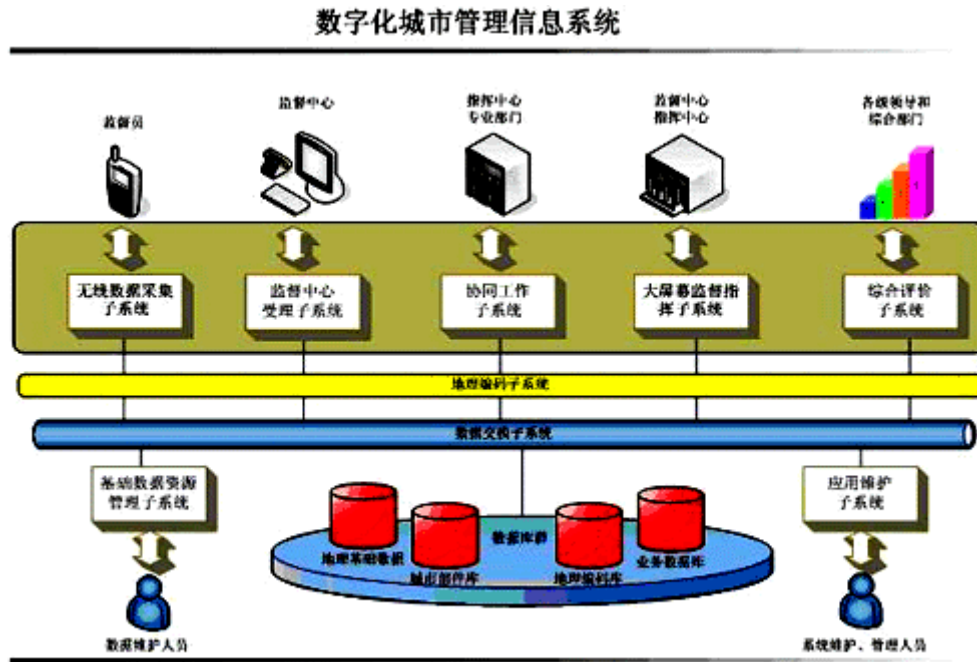 数字化城市管理信息系统
监督员
监督中心
指挥中心
专业部门
监督中心
指挥中心
各级领导和
综合部门
无线数据采集
子系统
监督中心
受理子系统
协同工作
子系统
大屏幕监督指
挥子系统
综合评价
子系统
地理编码子系统
数据交换子系统
基础数据资源
管理子系统
数据库群
地理基础数据
城市部件库
地理编码库
业务数据库
应用维护
子系统
数据维护人员
系统维护、管理人员